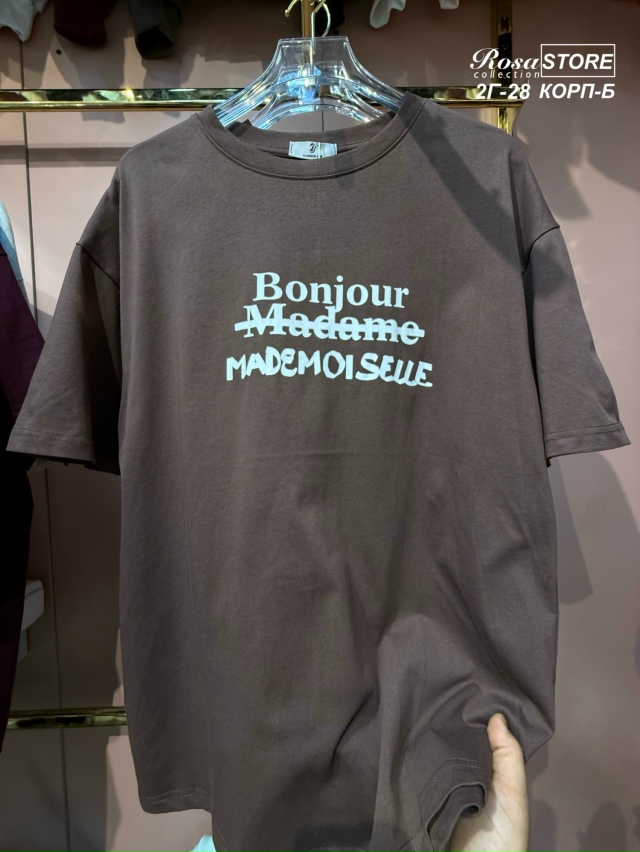 Rosa STORE
collection
2Г-28 КОРП-Б
Bonjour
Madame
MADEMOISELLE